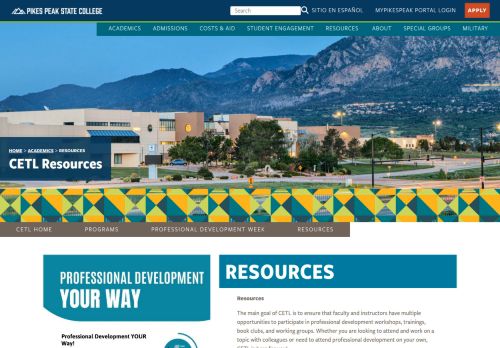 PIKES PEAK STATE COLLEGE
Search
SITIO EN ESPAÑOL
MYPIKESPEAK PORTAL LOGIN
APPLY
ACADEMICS ADMISSIONS COSTS & AID STUDENT ENGAGEMENT RESOURCES ABOUT SPECIAL GROUPS MILITARY
HOME > ACADEMICS > RESOURCES
CETL Resources
CETL HOME PROGRAMS PROFESSIONAL DEVELOPMENT WEEK RESOURCES
PROFESSIONAL DEVELOPMENT
YOUR WAY
Professional Development YOUR
Way!
RESOURCES
Resources
The main goal of CETL is to ensure that faculty and instructors have multiple
opportunities to participate in professional development workshops, trainings,
book clubs, and working groups. Whether you are looking to attend and work on a
topic with colleagues or need to attend professional development on your own,